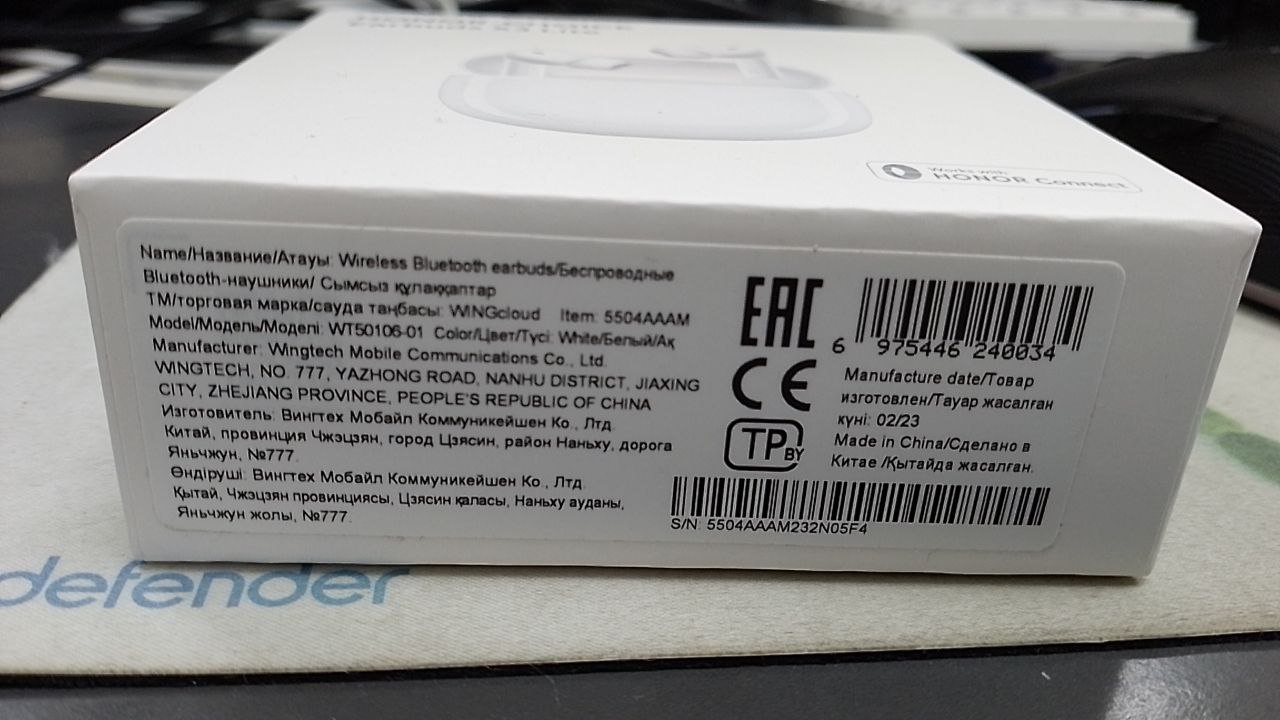 Works with
HONOR Connect
Name/Название/Атауы: Wireless Bluetooth earbuds/Беспроводные
Bluetooth-наушники/ Сымсыз құлаққаптар
ТМ/торговая марка/сауда таңбасы: WINGcloud Item: 5504AAAM
Model/Модель/Моделі: WT50106-01 Color/Цвет/Түсі: White/Белый/Ақ
Manufacturer: Wingtech Mobile Communications Co., Ltd.
WINGTECH, NO. 777, YAZHONG ROAD, NANHU DISTRICT, JIAXING
CITY, ZHEJIANG PROVINCE, PEOPLE'S REPUBLIC OF CHINA
Изготовитель: Вингтех Мобайл Коммуникейшен Ко., Лтд.
Китай, провинция Чжэцзян, город Цзясин, район Наньху, дорога
Яньчжун, №777.
Өндіруші: Вингтех Мобайл Коммуникейшен Ко., Лтд.
Қытай, Чжэцзян провинциясы, Цзясин қаласы, Наньху ауданы,
Яньчжун жолы, №777.
EAC
CE
TP BY
6 975446 240034
Manufacture date/Товар
изготовлен/Тауар жасалған
күні: 02/23
Made in China/Сделано в
Китае /Қытайда жасалған.
S/N: 5504AAAM232N05F4
defender